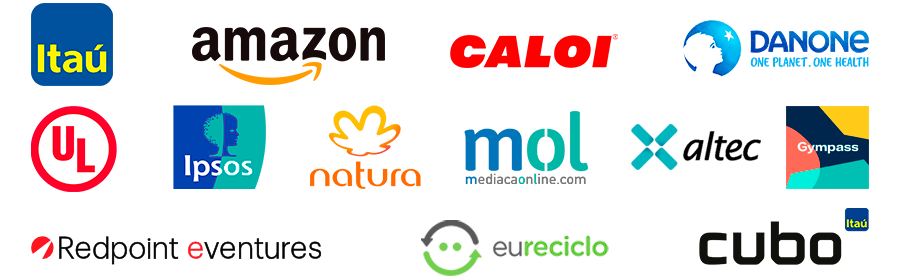 Itaú
amazon
CALOI®
DANONE
ONE PLANET. ONE HEALTH
UL
Ipsos
natura
mol
mediacaonline.com
altec
Gympass
Redpoint eventures
eureciclo
cubo
Itaú